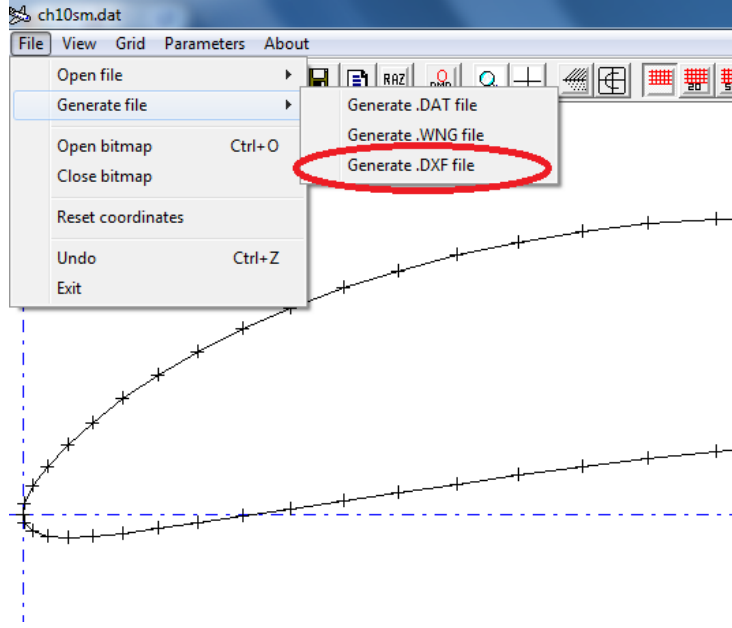 ch10sm.dat
File View Grid Parameters About
Open file
RAZ
Generate file
Generate .DAT file
Generate .WNG file
Generate .DXF file
Open bitmap Ctrl+O
Close bitmap
Reset coordinates
Undo Ctrl+Z
Exit